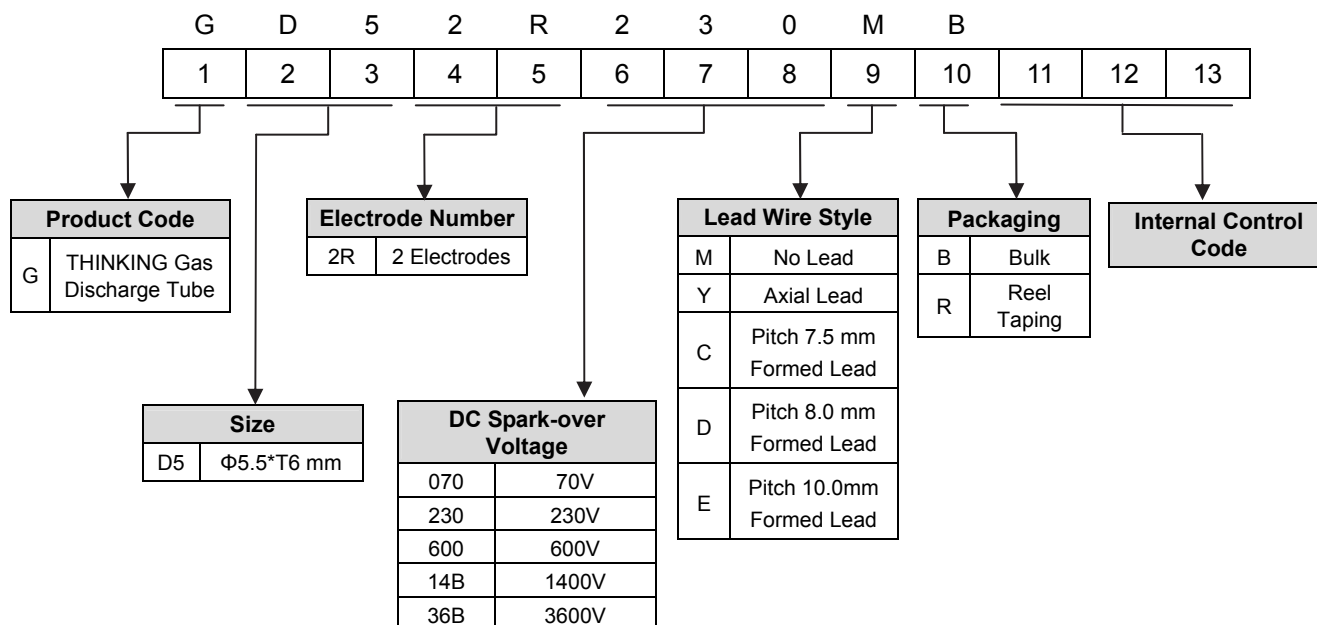 G D 5 2 R 2 3 0 M B
1 2 3 4 5 6 7 8 9 10 11 12 13
Product Code
G THINKING Gas
Discharge Tube
Electrode Number
2R 2 Electrodes
Lead Wire Style
M No Lead
Y Axial Lead
C Pitch 7.5 mm
Formed Lead
D Pitch 8.0 mm
Formed Lead
E Pitch 10.0mm
Formed Lead
Packaging
B Bulk
R Reel
Taping
Internal Control
Code
Size
D5 Φ5.5*T6 mm
DC Spark-over
Voltage
070 70V
230 230V
600 600V
14B 1400V
36B 3600V